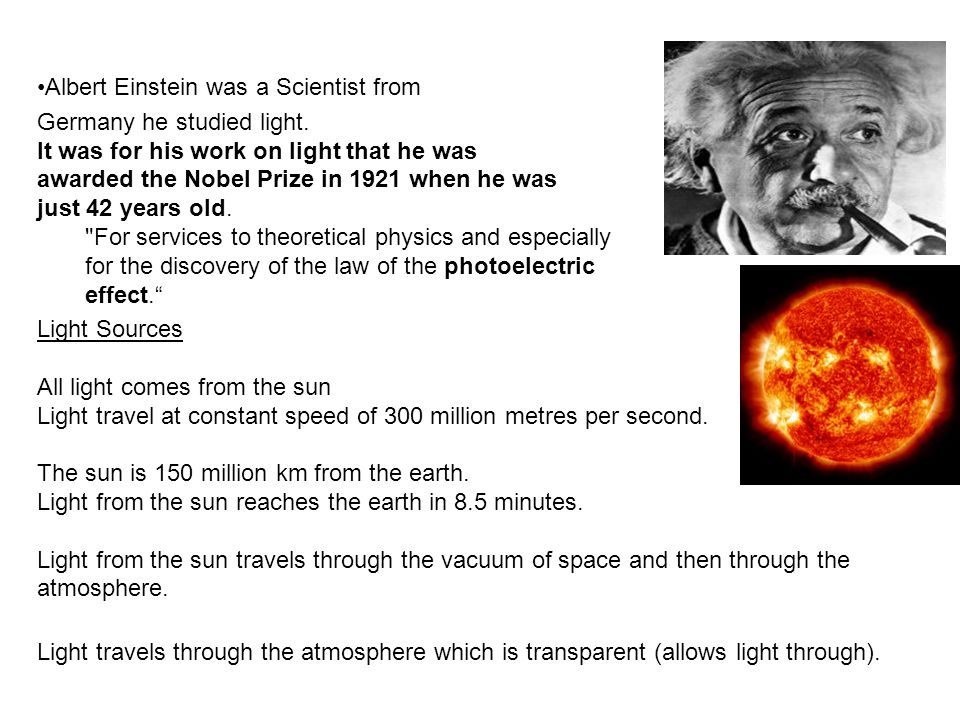 •Albert Einstein was a Scientist from
Germany he studied light.
It was for his work on light that he was
awarded the Nobel Prize in 1921 when he was
just 42 years old.
"For services to theoretical physics and especially
for the discovery of the law of the photoelectric
effect.“
Light Sources
All light comes from the sun
Light travel at constant speed of 300 million metres per second.
The sun is 150 million km from the earth.
Light from the sun reaches the earth in 8.5 minutes.
Light from the sun travels through the vacuum of space and then through the
atmosphere.
Light travels through the atmosphere which is transparent (allows light through).